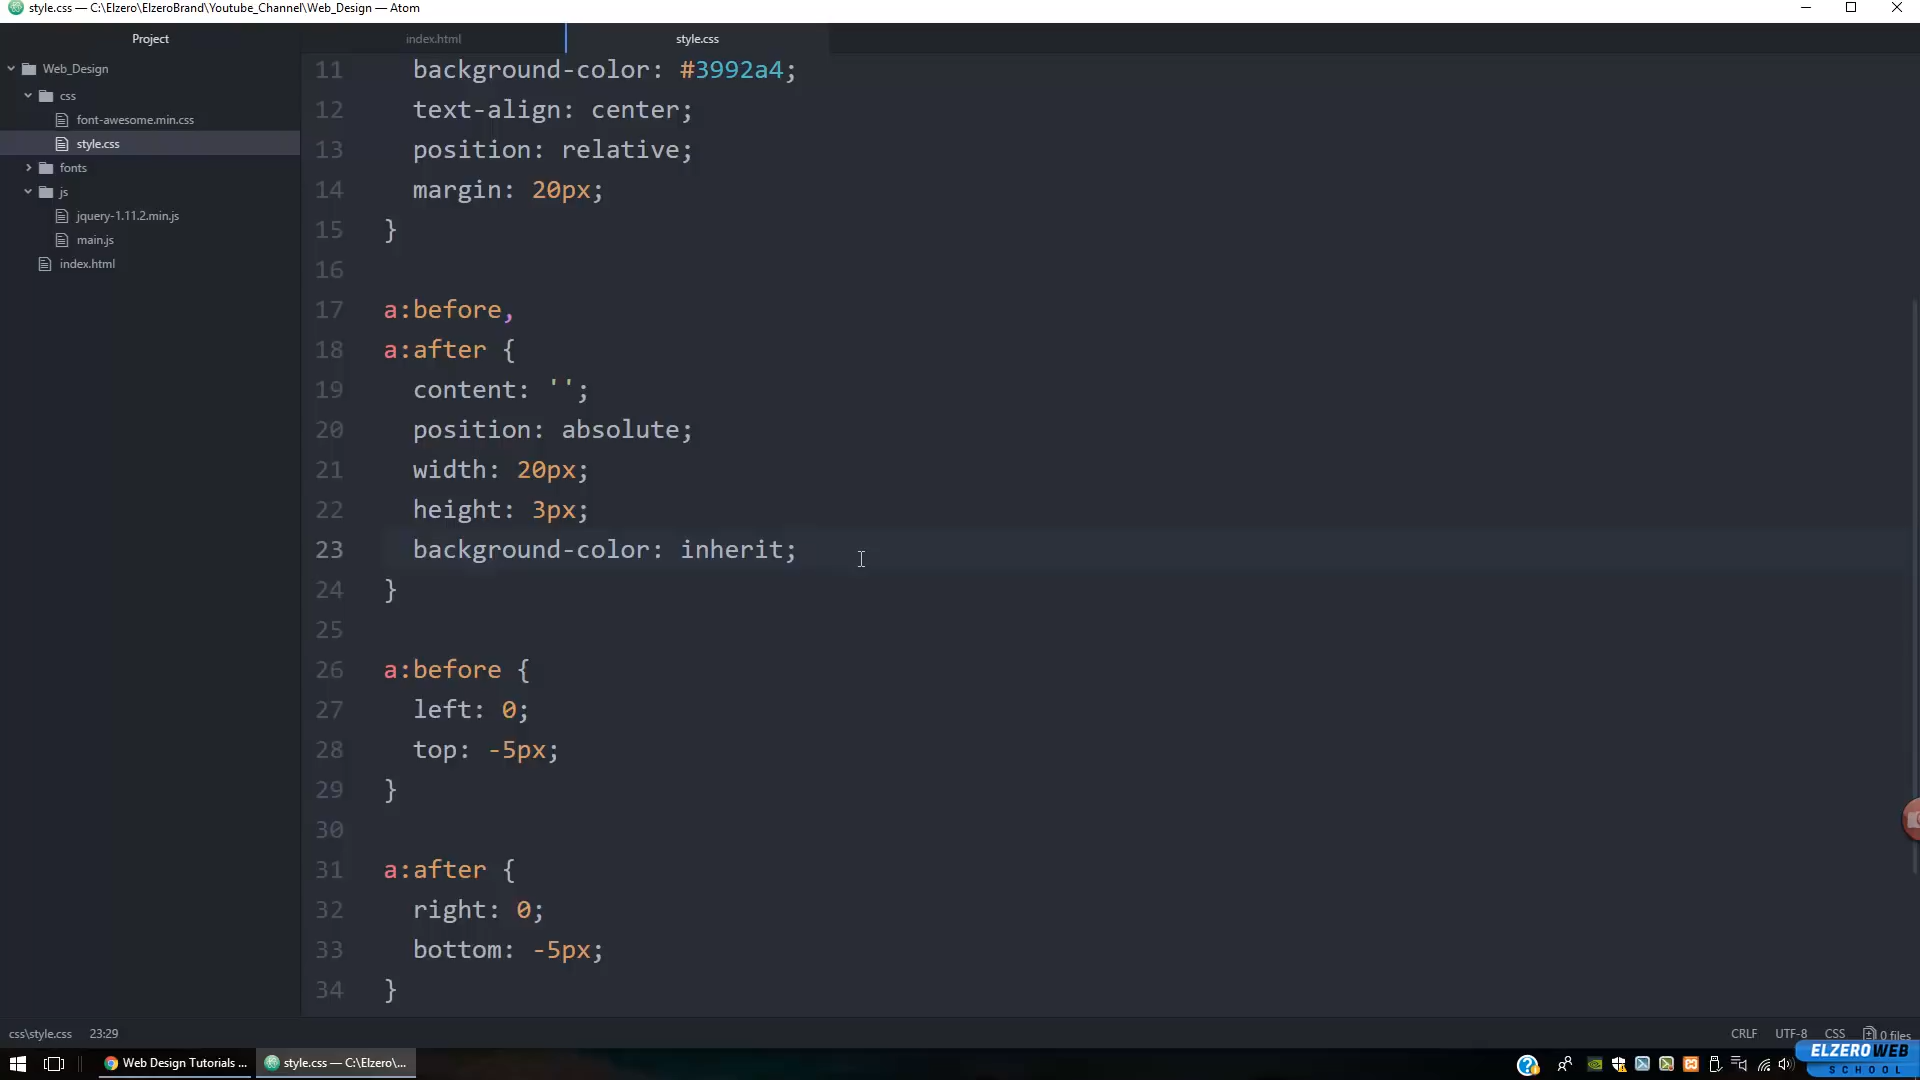 style.css — C:\Elzero\ElzeroBrand\Youtube_Channel\Web_Design — Atom
Project
index.html
style.css
Web_Design
css
font-awesome.min.css
style.css
fonts
js
jquery-1.11.2.min.js
main.js
index.html
11 background-color: #3992a4;
12 text-align: center;
13 position: relative;
14 margin: 20px;
15 }
16
17 a:before,
18 a:after {
19 content: '';
20 position: absolute;
21 width: 20px;
22 height: 3px;
23 background-color: inherit;
24 }
25
26 a:before {
27 left: 0;
28 top: -5px;
29 }
30
31 a:after {
32 right: 0;
33 bottom: -5px;
34 }
css\style.css 23:29
CRLF UTF-8 CSS 0 files
Web Design Tutorials ...
style.css — C:\Elzero\...
ELZEROWEB
SCHOOL